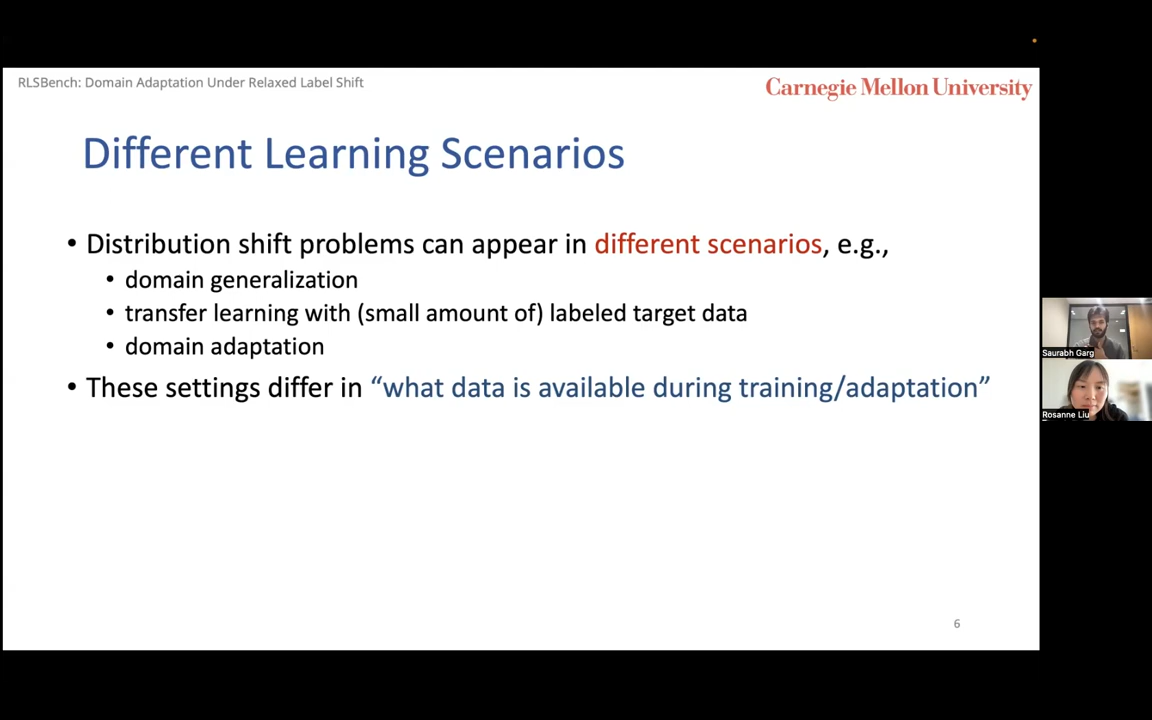 RLSBench: Domain Adaptation Under Relaxed Label Shift
Carnegie Mellon University
Different Learning Scenarios
• Distribution shift problems can appear in different scenarios, e.g.,
• domain generalization
• transfer learning with (small amount of) labeled target data
• domain adaptation
• These settings differ in “what data is available during training/adaptation”
Saurabh Garg
Rosanne Liu
6